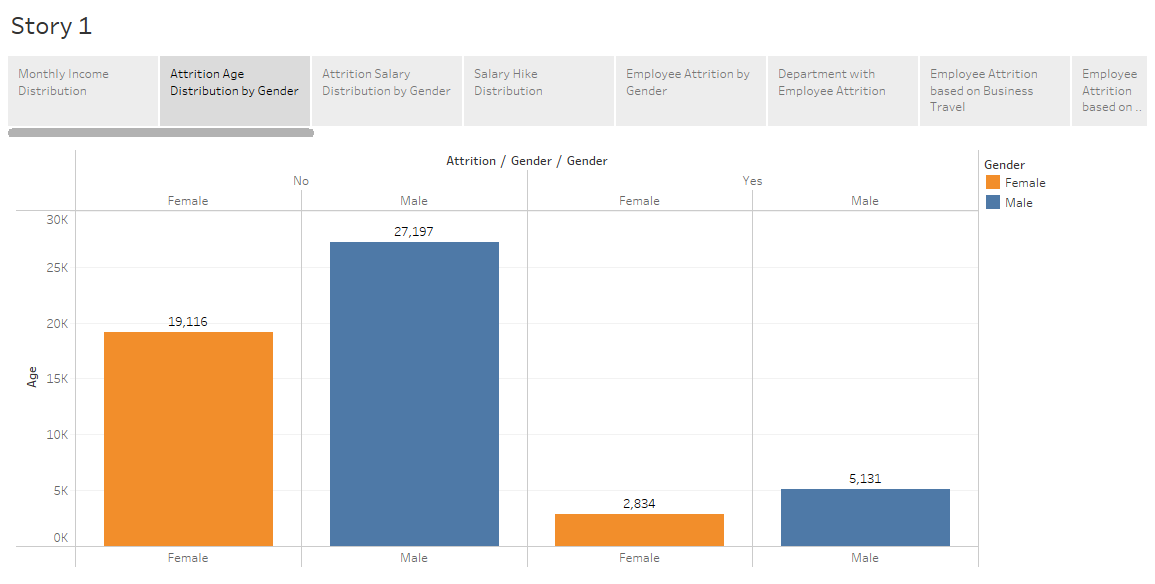 Story 1
Monthly Income
Distribution
Attrition Age
Distribution by Gender
Attrition Salary
Distribution by Gender
Salary Hike
Distribution
Employee Attrition by
Gender
Department with
Employee Attrition
Employee Attrition
based on Business
Travel
Employee
Attrition
based on ..
Attrition / Gender / Gender
No
Yes
Female
Male
Female
Male
30K
25K
20K
15K
10K
5K
0K
Age
19,116
27,197
2,834
5,131
Female
Male
Female
Male
Gender
Female
Male